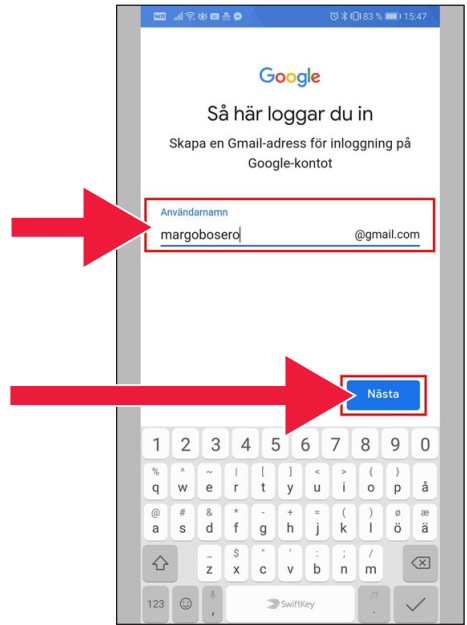 83 % 15:47
Google
Så här loggar du in
Skapa en Gmail-adress för inloggning på
Google-kontot
Användarnamn
margobosero @gmail.com
Nästa
1 2 3 4 5 6 7 8 9 0
% ^ ~ | [ ] < > { }
q w e r t y u i o p å
@ # & * - + = ( ) ø æ
a s d f g h j k l ö ä
_ $ " ' : ; /
z x c v b n m
123 , SwiftKey .